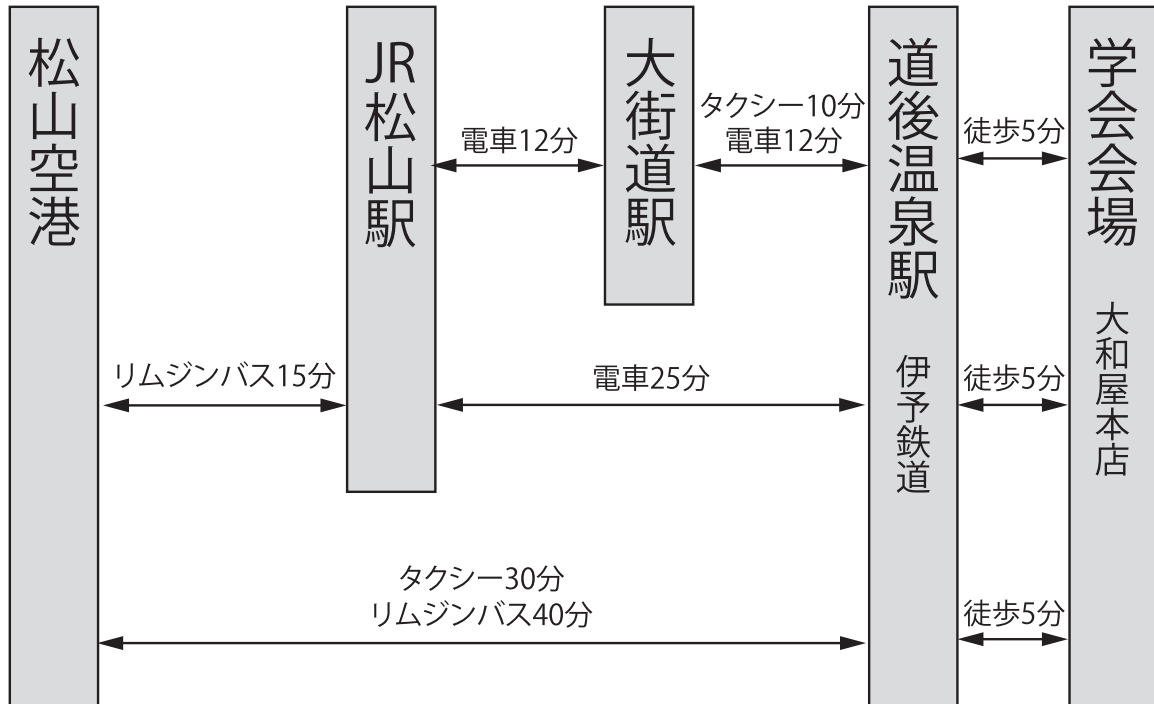 松山空港
JR松山駅
大街道駅
道後温泉駅
伊予鉄道
学会会場
大和屋本店
電車12分
タクシー10分
電車12分
徒歩5分
リムジンバス15分
電車25分
徒歩5分
タクシー30分
リムジンバス40分
徒歩5分